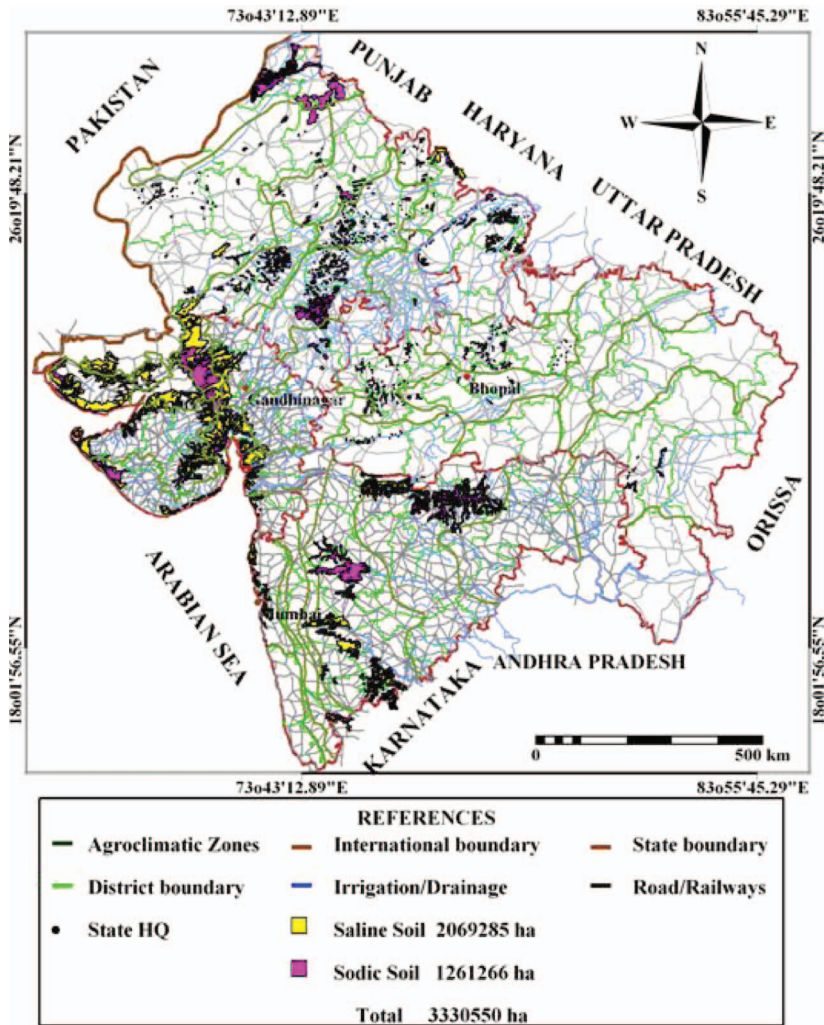 73o43'12.89"E 83o55'45.29"E
PAKISTAN
PUNJAB
HARYANA
UTTAR PRADESH
N
W E
S
26o19'48.21"N 26o19'48.21"N
Gandhinagar
Bhopal
ORISSA
ARABIAN SEA
Mumbai
18o01'56.55"N 18o01'56.55"N
ANDHRA PRADESH
KARNATAKA
0 500 km
73o43'12.89"E 83o55'45.29"E
REFERENCES
Agroclimatic Zones International boundary State boundary
District boundary Irrigation/Drainage Road/Railways
State HQ Saline Soil 2069285 ha
Sodic Soil 1261266 ha
Total 3330550 ha